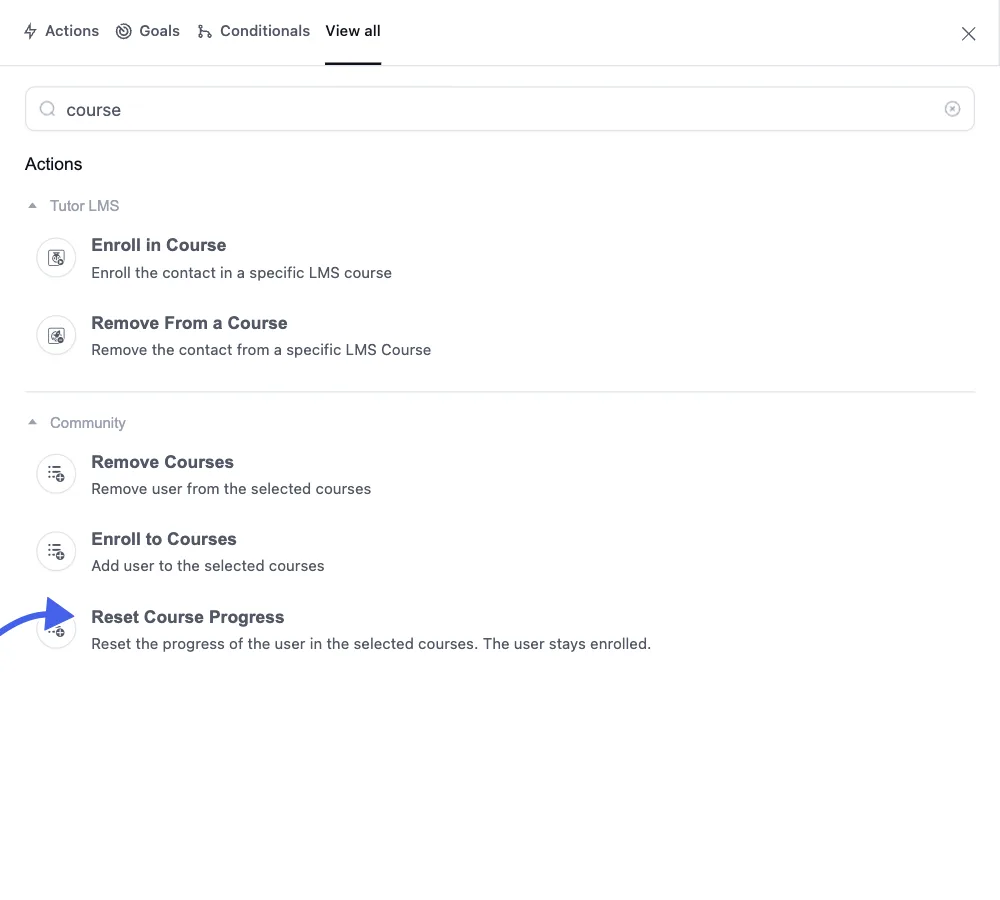 Actions Goals Conditionals View all
course
Actions
Tutor LMS
Enroll in Course
Enroll the contact in a specific LMS course
Remove From a Course
Remove the contact from a specific LMS Course
Community
Remove Courses
Remove user from the selected courses
Enroll to Courses
Add user to the selected courses
Reset Course Progress
Reset the progress of the user in the selected courses. The user stays enrolled.